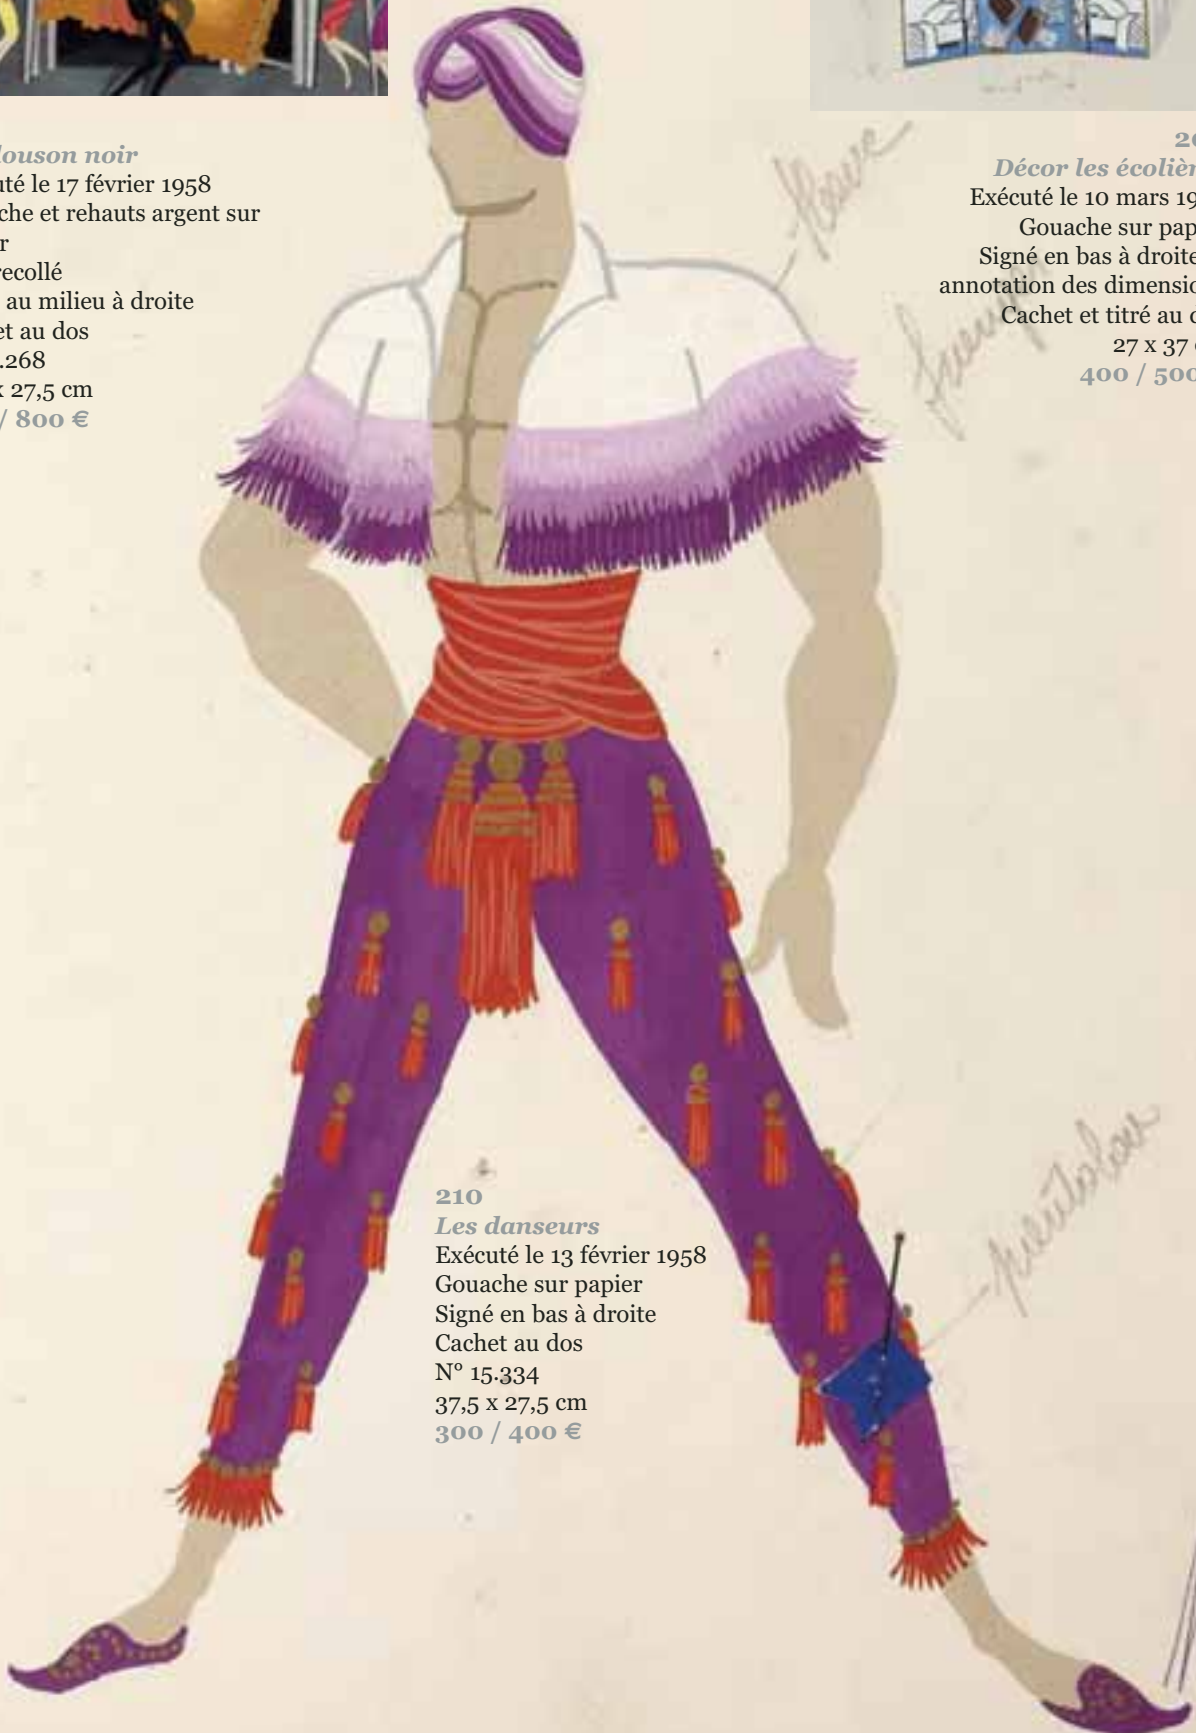 louson noir
uté le 17 février 1958
che et rehauts argent sur
r
recollé
au milieu à droite
et au dos
.268
x 27,5 cm
/ 800 €
20
Décor les écolièr
Exécuté le 10 mars 19
Gouache sur pap
Signé en bas à droite
annotation des dimensio
Cachet et titré au d
27 x 37
400 / 500
pantalon
210
Les danseurs
Exécuté le 13 février 1958
Gouache sur papier
Signé en bas à droite
Cachet au dos
N° 15.334
37,5 x 27,5 cm
300 / 400 €